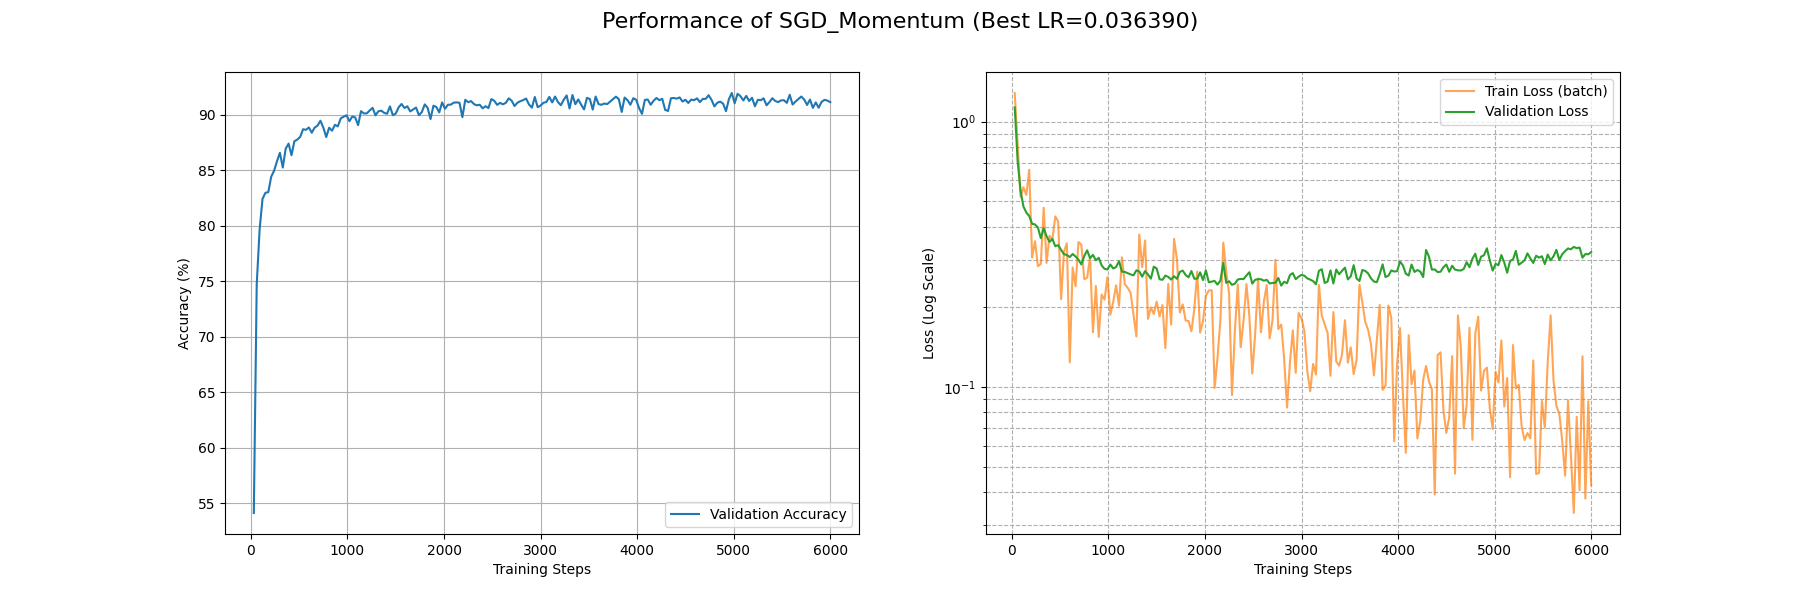 Performance of SGD_Momentum (Best LR=0.036390)
Accuracy (%)
90
85
80
75
70
65
60
55
0 1000 2000 3000 4000 5000 6000
Training Steps
Validation Accuracy
Loss (Log Scale)
10⁰
10⁻¹
0 1000 2000 3000 4000 5000 6000
Training Steps
Train Loss (batch)
Validation Loss